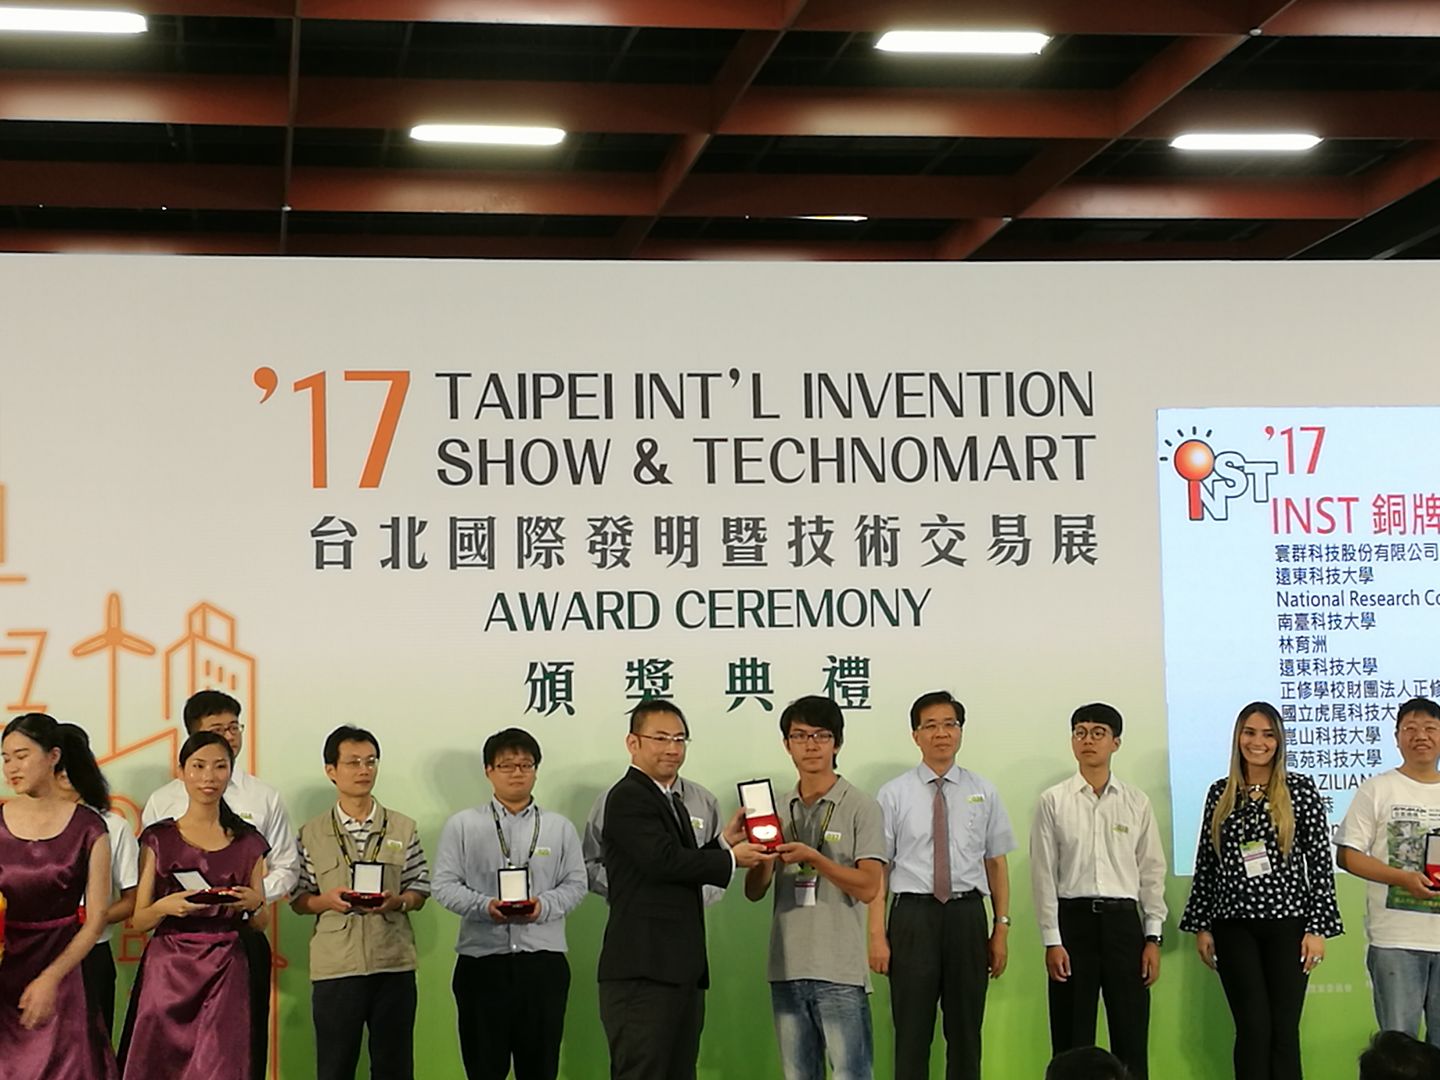 '17 TAIPEI INT'L INVENTION
SHOW & TECHNOMART
台北國際發明暨技術交易展
AWARD CEREMONY
頒獎典禮
INST '17
INST 銅牌
寰群科技股份有限公司
遠東科技大學
National Research
南臺科技大學
林育洲
遠東科技大學
正修學校財團法人正修
國立虎尾科技大
崑山科技大學
高苑科技大學